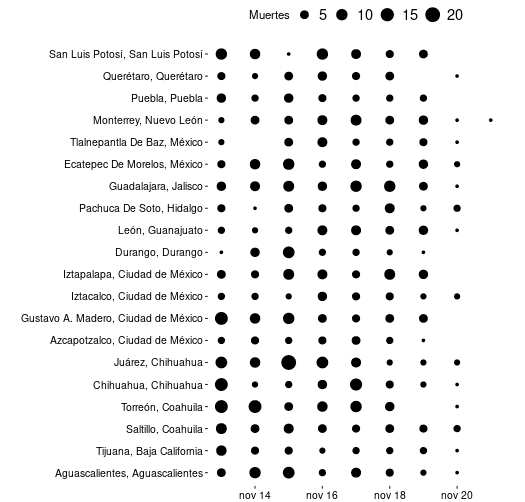 Muertes 5 10 15 20
San Luis Potosí, San Luis Potosí
Querétaro, Querétaro
Puebla, Puebla
Monterrey, Nuevo León
Tlalnepantla De Baz, México
Ecatepec De Morelos, México
Guadalajara, Jalisco
Pachuca De Soto, Hidalgo
León, Guanajuato
Durango, Durango
Iztapalapa, Ciudad de México
Iztacalco, Ciudad de México
Gustavo A. Madero, Ciudad de México
Azcapotzalco, Ciudad de México
Juárez, Chihuahua
Chihuahua, Chihuahua
Torreón, Coahuila
Saltillo, Coahuila
Tijuana, Baja California
Aguascalientes, Aguascalientes
nov 14 nov 16 nov 18 nov 20